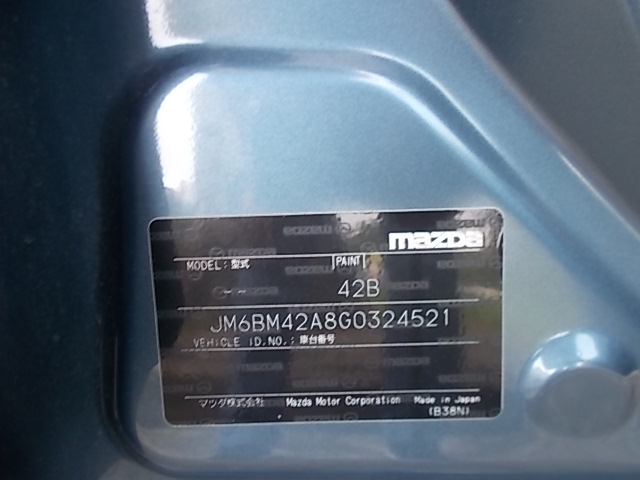 mazda
MODEL: 型式 PAINT
-- 42B
JM6BM42A8G0324521
VEHICLE ID.NO.: 車台番号
マツダ株式会社 Mazda Motor Corporation Made in Japan
(B38N)